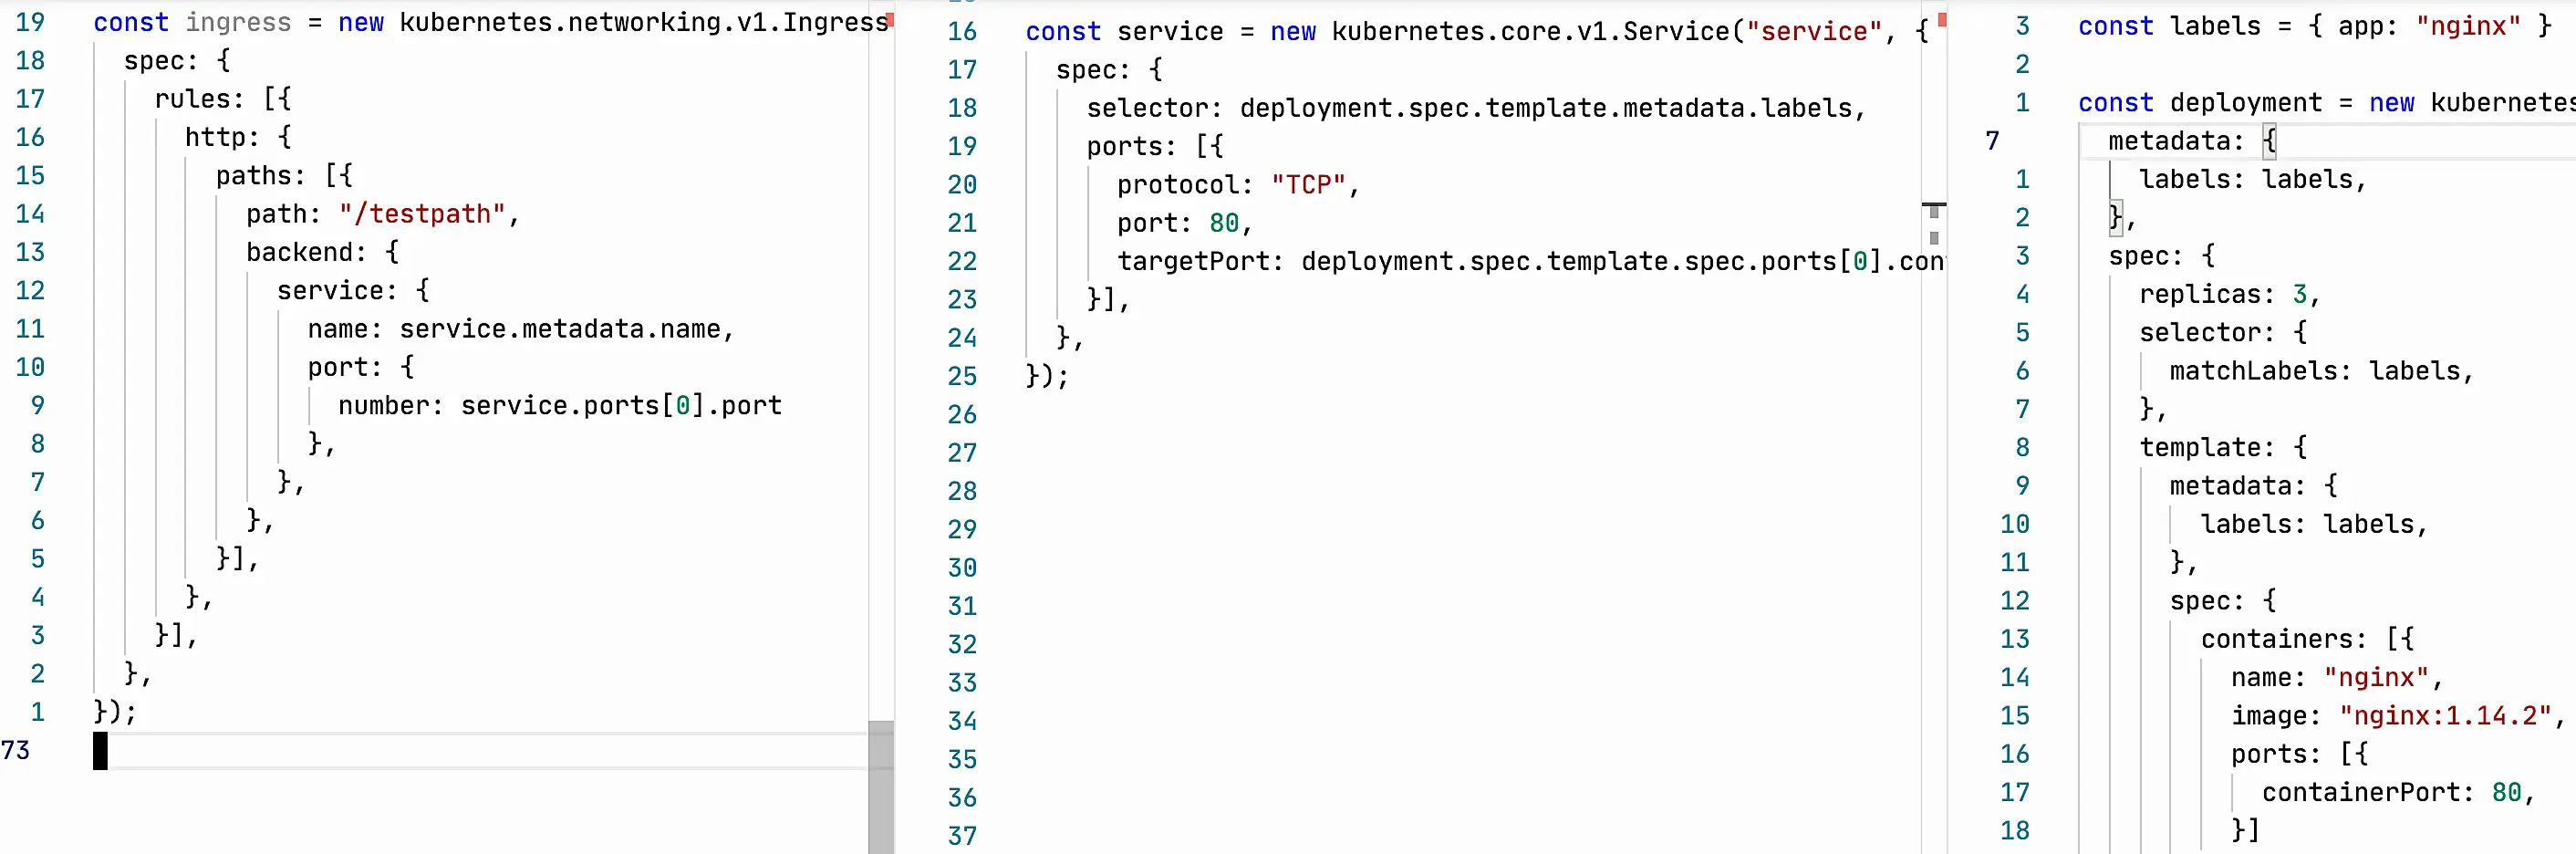 19 const ingress = new kubernetes.networking.v1.Ingress
18 spec: {
17 rules: [{
16 http: {
15 paths: [{
14 path: "/testpath",
13 backend: {
12 service: {
11 name: service.metadata.name,
10 port: {
9 number: service.ports[0].port
8 },
7 },
6 },
5 }],
4 },
3 }],
2 },
1 });
73
16 const service = new kubernetes.core.v1.Service("service", {
17 spec: {
18 selector: deployment.spec.template.metadata.labels,
19 ports: [{
20 protocol: "TCP",
21 port: 80,
22 targetPort: deployment.spec.template.spec.ports[0].con
23 }],
24 },
25 });
26
27
28
29
30
31
32
33
34
35
36
37
3 const labels = { app: "nginx" }
2
1 const deployment = new kubernetes
7 metadata: {
1 labels: labels,
2 },
3 spec: {
4 replicas: 3,
5 selector: {
6 matchLabels: labels,
7 },
8 template: {
9 metadata: {
10 labels: labels,
11 },
12 spec: {
13 containers: [{
14 name: "nginx",
15 image: "nginx:1.14.2",
16 ports: [{
17 containerPort: 80,
18 }]